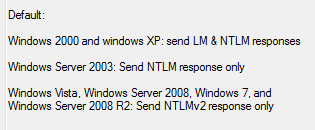 Default:
Windows 2000 and windows XP: send LM & NTLM responses
Windows Server 2003: Send NTLM response only
Windows Vista, Windows Server 2008, Windows 7, and
Windows Server 2008 R2: Send NTLMv2 response only